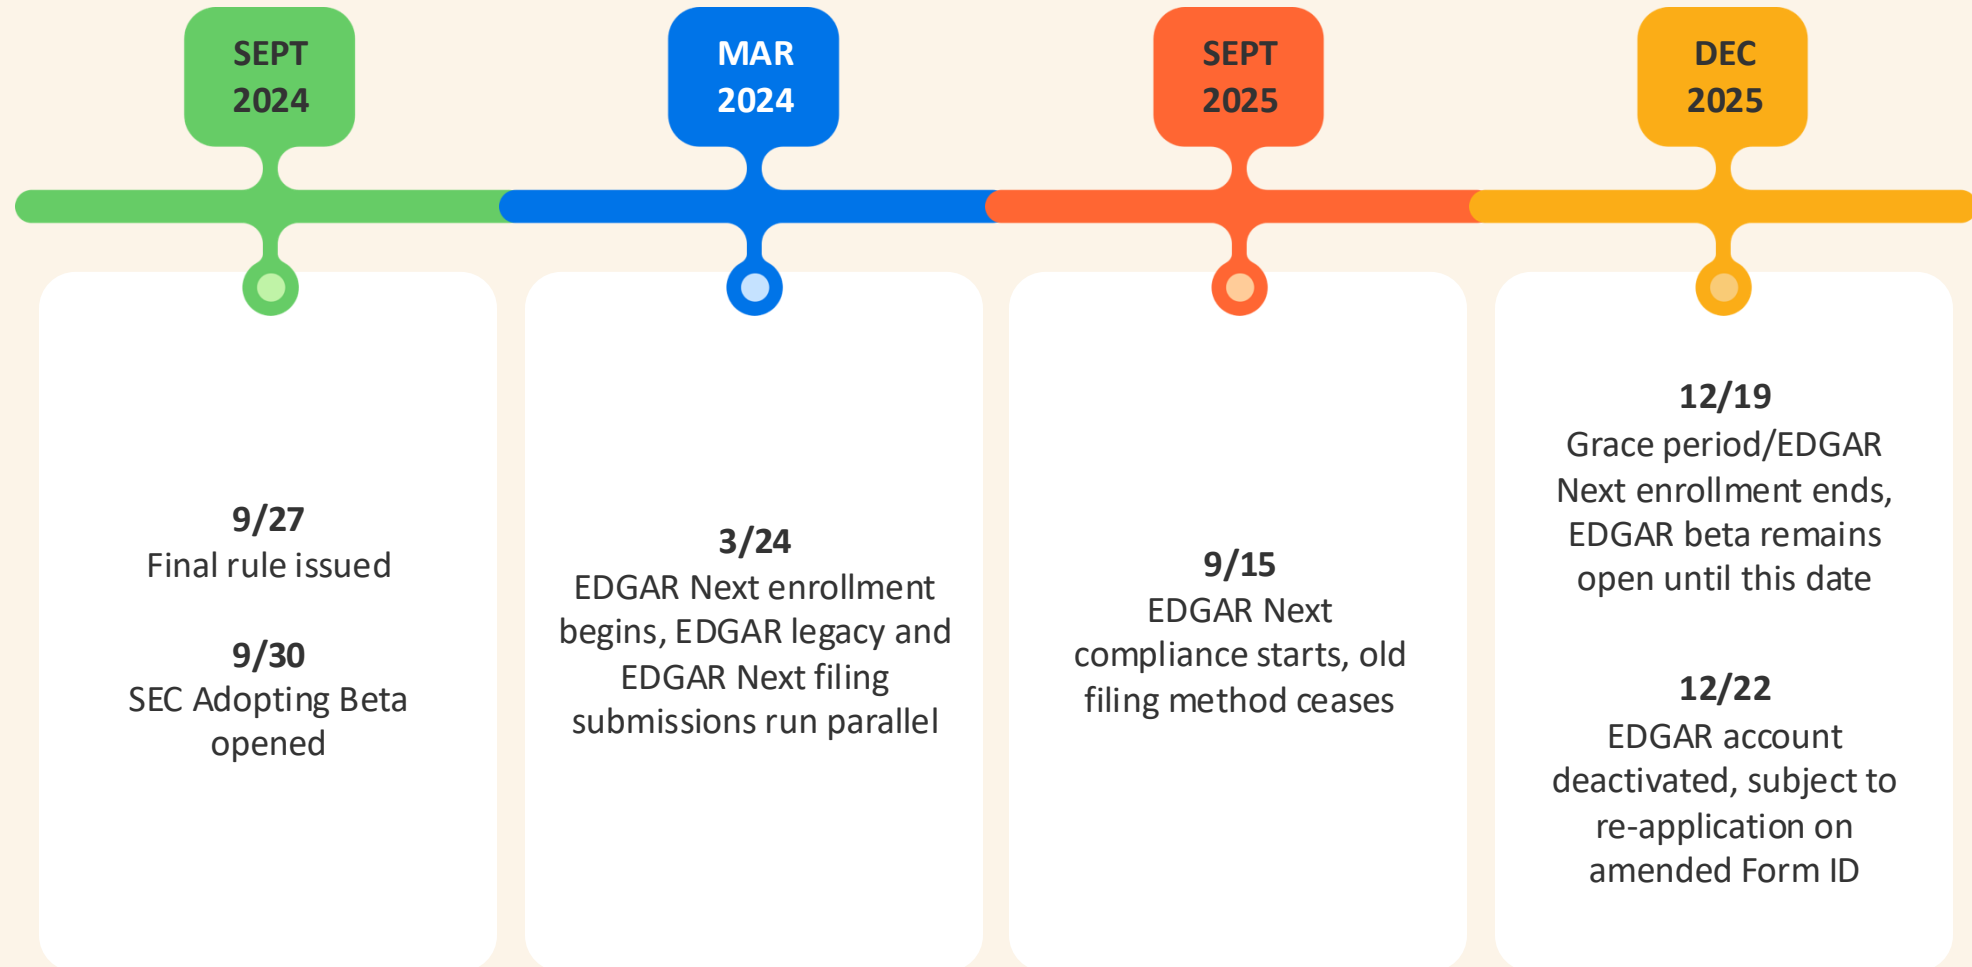 SEPT
2024
MAR
2024
SEPT
2025
DEC
2025
9/27
Final rule issued
9/30
SEC Adopting Beta
opened
3/24
EDGAR Next enrollment
begins, EDGAR legacy and
EDGAR Next filing
submissions run parallel
9/15
EDGAR Next
compliance starts, old
filing method ceases
12/19
Grace period/EDGAR
Next enrollment ends,
EDGAR beta remains
open until this date
12/22
EDGAR account
deactivated, subject to
re-application on
amended Form ID